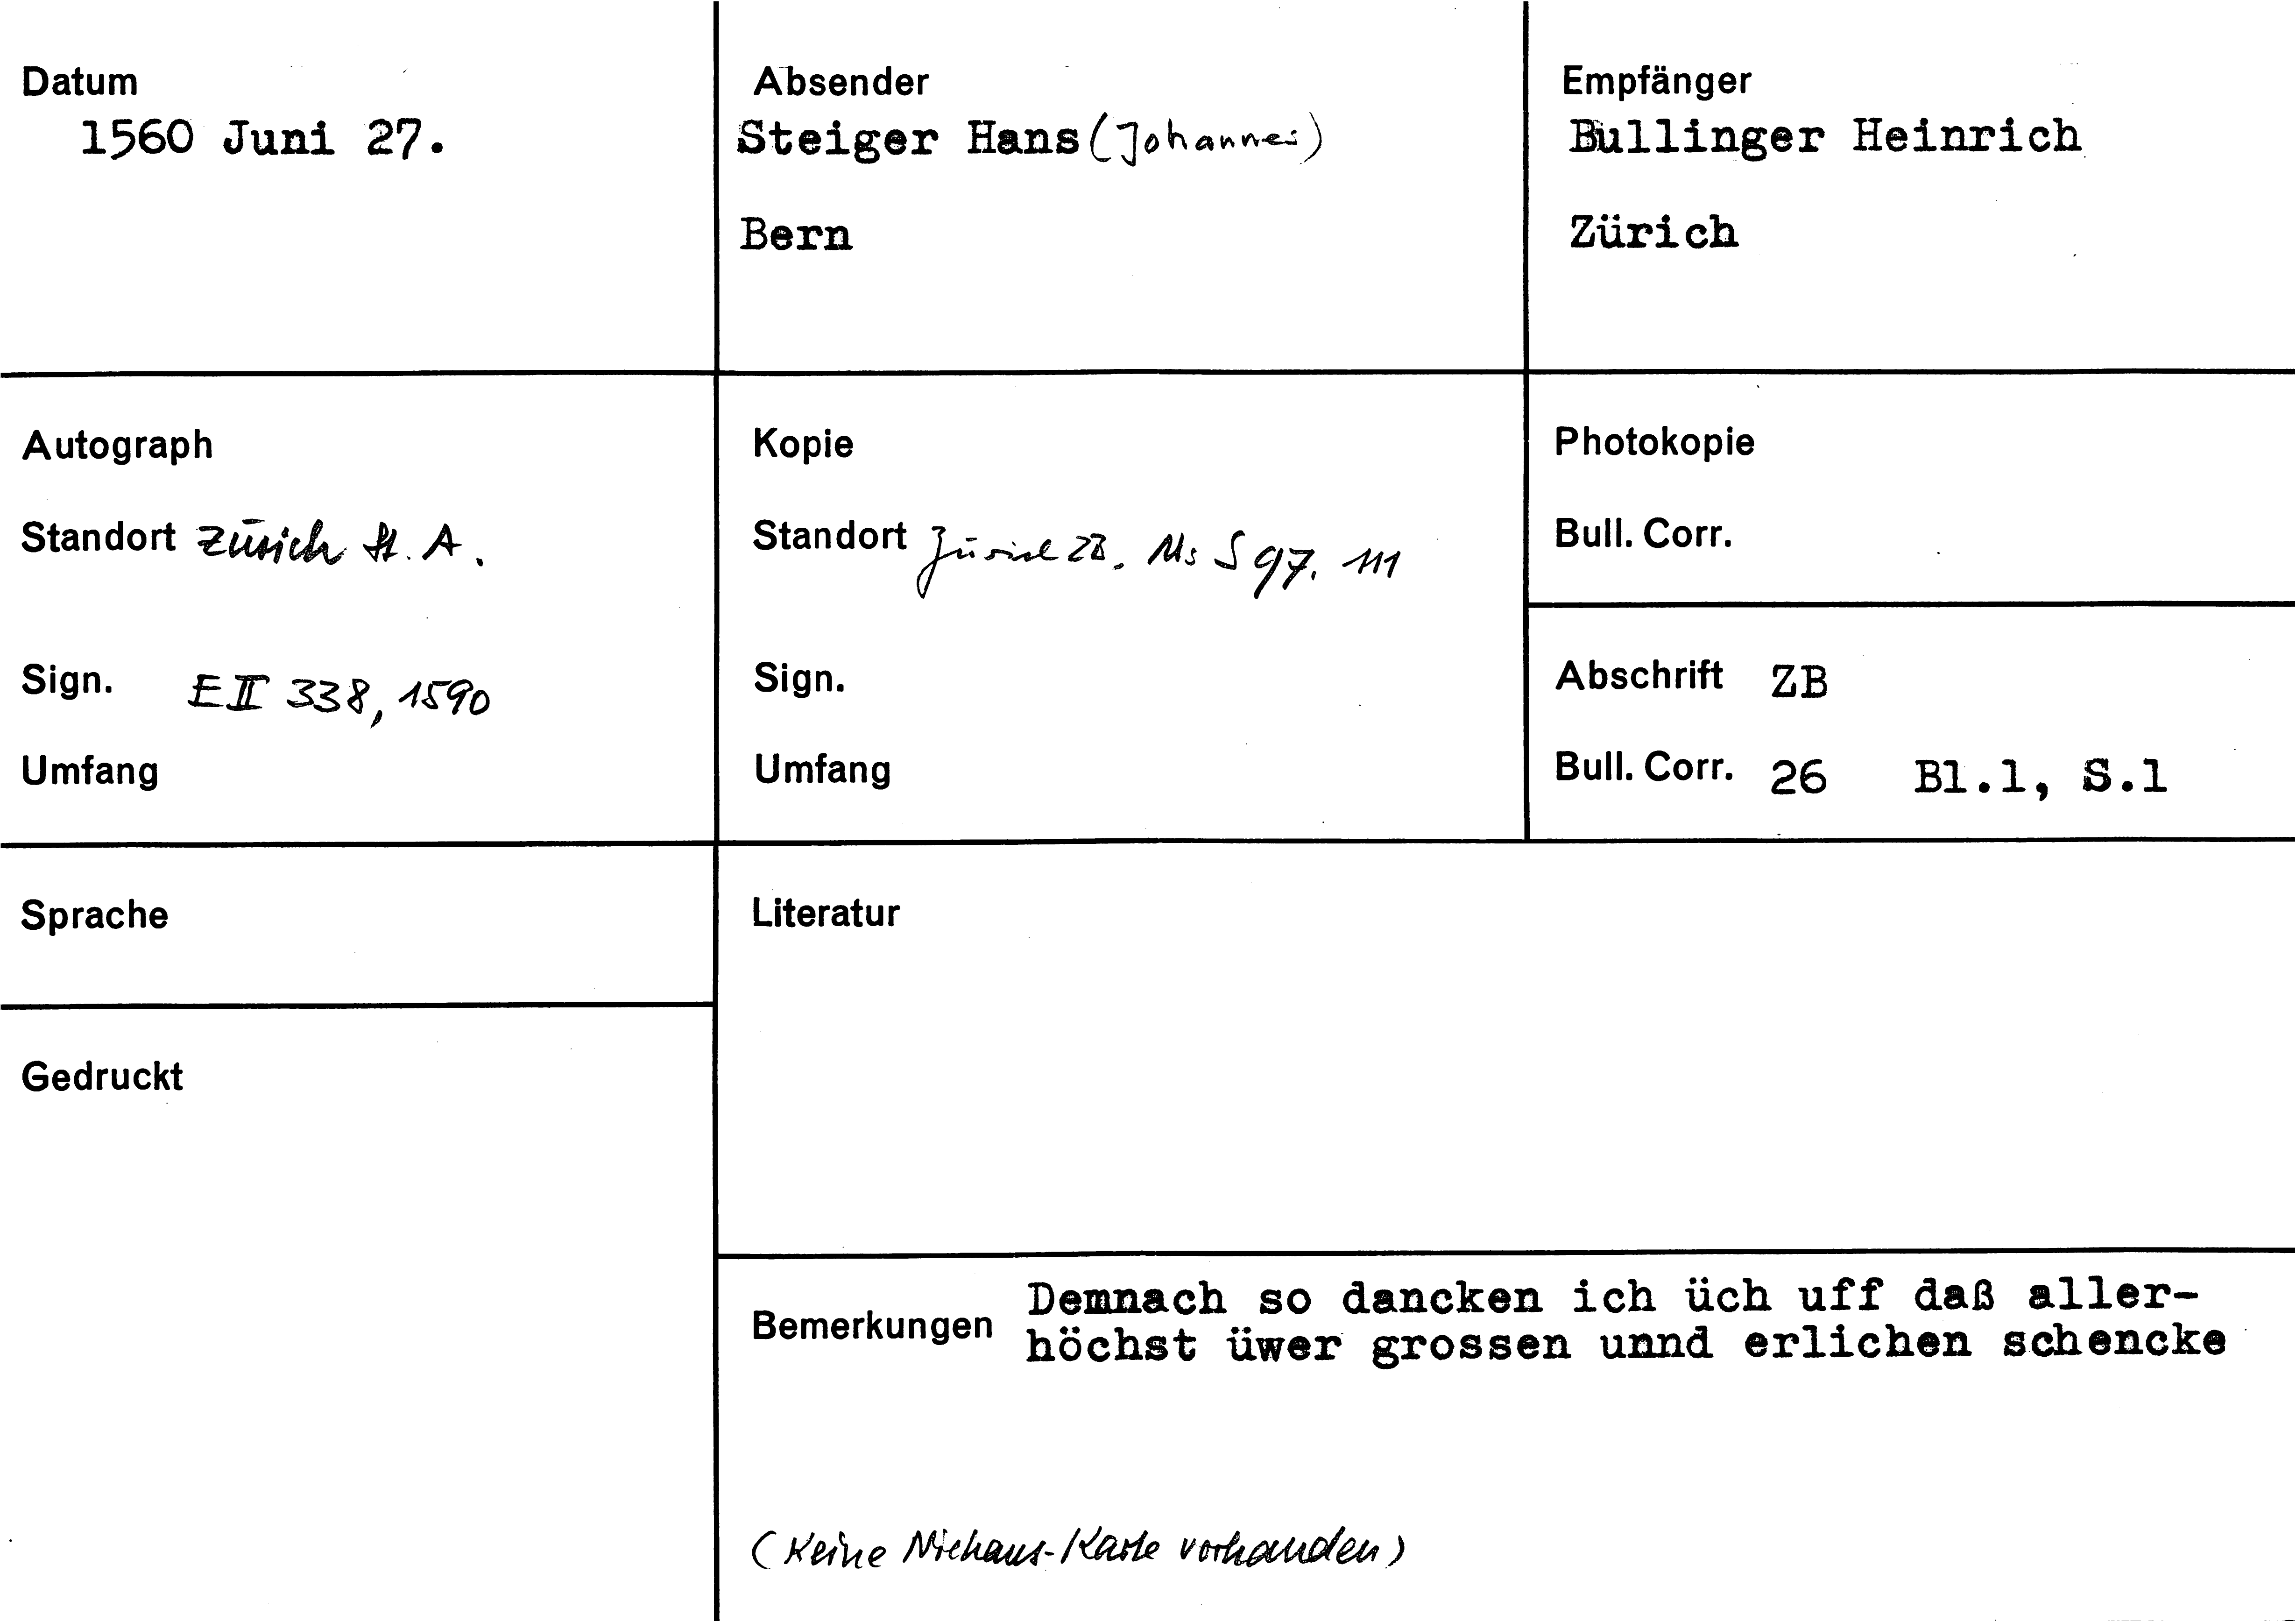 Datum
1560 Juni 27.
Absender
Steiger Hans (Johannes)
Bern
Empfänger
Bullinger Heinrich
Zürich
Autograph
Standort Zürich St. A.
Sign. E II 338, 1590
Umfang
Kopie
Standort Zürich ZB. Ms S 97. 111
Sign.
Umfang
Photokopie
Bull. Corr.
Abschrift ZB
Bull. Corr. 26 Bl.1, S.1
Sprache
Gedruckt
Literatur
Bemerkungen
Demnach so dancken ich üch uff daß aller-
höchst üwer grossen unnd erlichen schencke
(Keine Niehaus-Karte vorhanden)